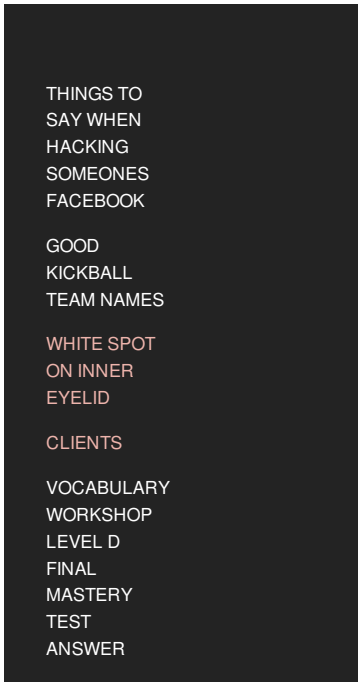 THINGS TO
SAY WHEN
HACKING
SOMEONES
FACEBOOK
GOOD
KICKBALL
TEAM NAMES
WHITE SPOT
ON INNER
EYELID
CLIENTS
VOCABULARY
WORKSHOP
LEVEL D
FINAL
MASTERY
TEST
ANSWER